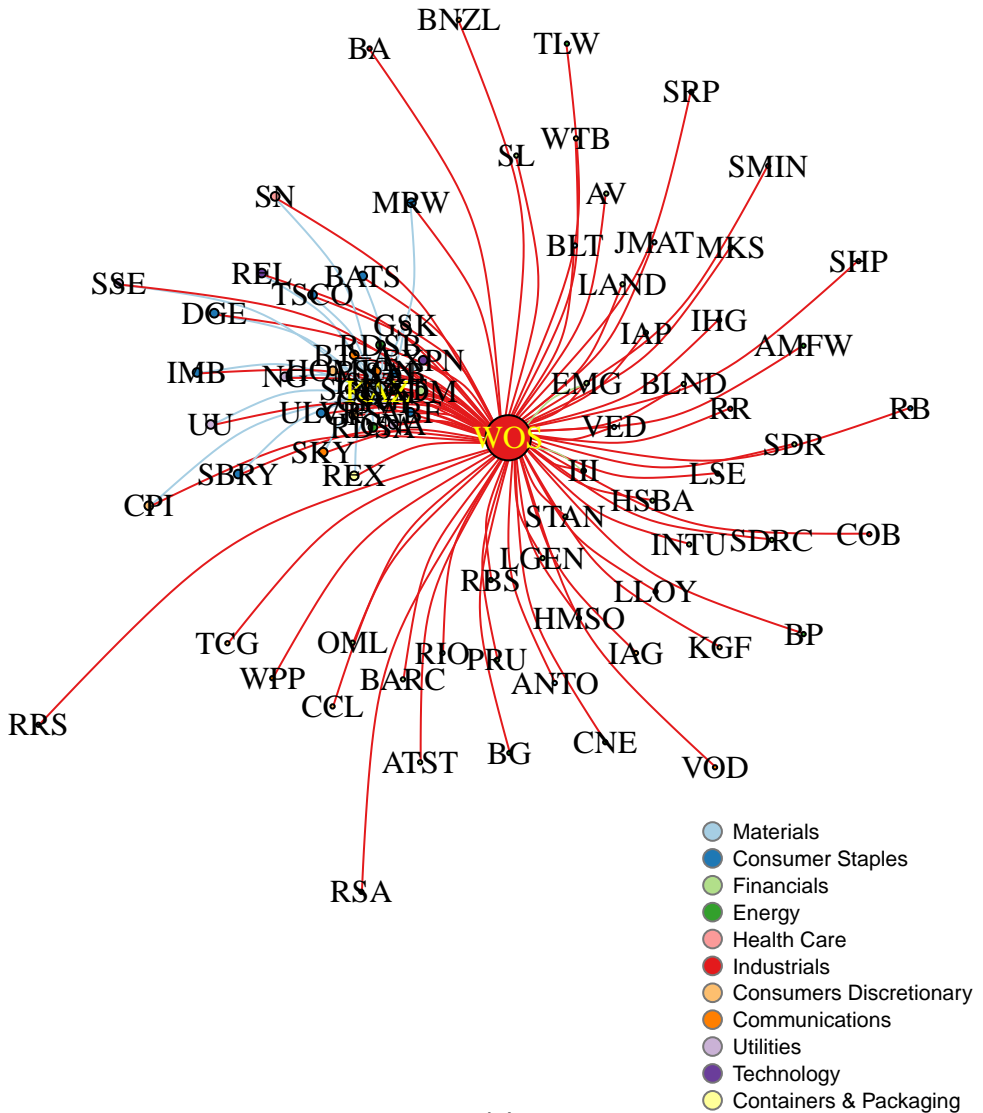 BNZL
BA
TLW
SRP
WTB
SL
SMIN
SN
MRW
AV
BLT
JMAT
MKS
SHP
SSE
REL
BATS
TSCO
LAND
DGE
GSK
IAP
IHG
AMFW
RDSB
IMB
NG
EMG
BLND
RR
RB
UU
VED
WOS
SDR
RDSA
SKY
SBRY
REX
III
LSE
CPI
HSBA
STAN
INTU
SDRC
COB
LGEN
RBS
LLOY
HMSO
BP
TCG
OML
RIO
PRU
IAG
KGF
WPP
BARC
ANTO
CCL
RRS
CNE
BG
ATST
VOD
RSA
Materials
Consumer Staples
Financials
Energy
Health Care
Industrials
Consumers Discretionary
Communications
Utilities
Technology
Containers & Packaging